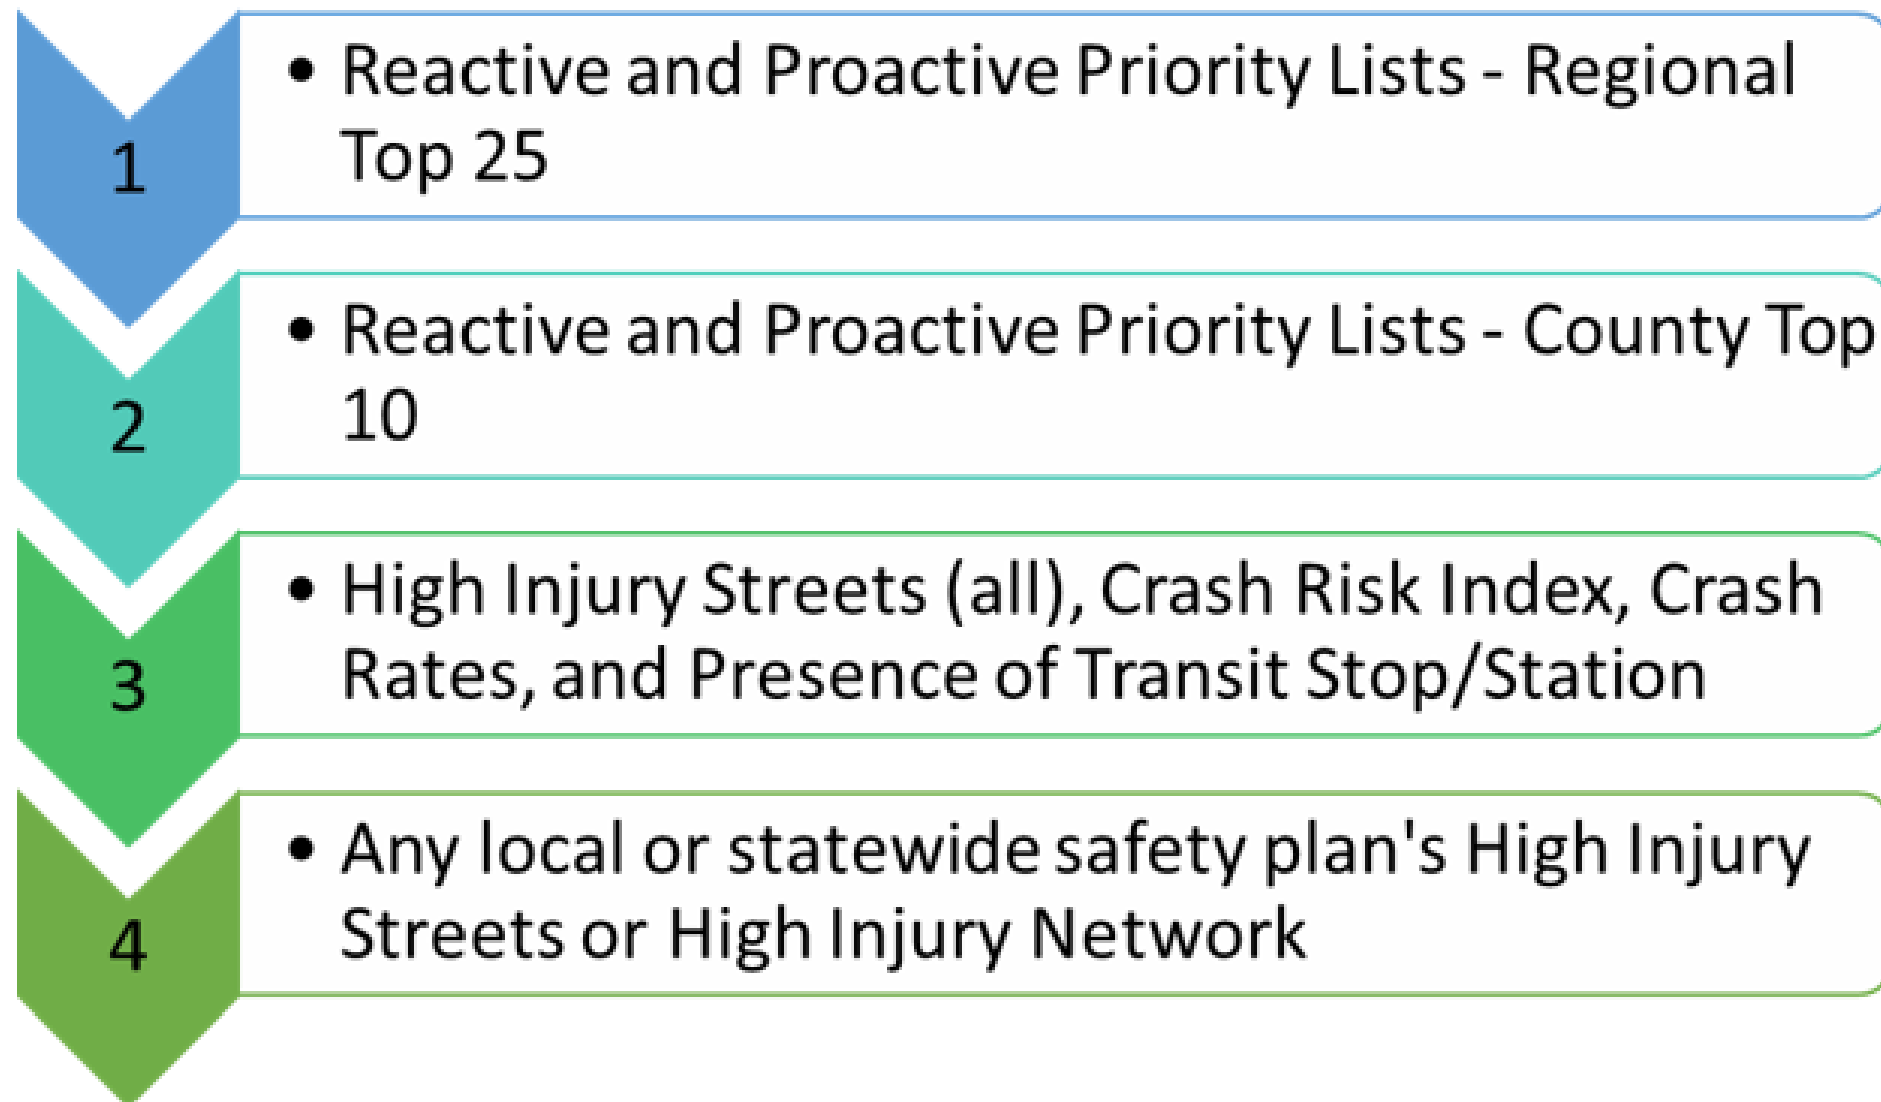 1
• Reactive and Proactive Priority Lists - Regional
Top 25
2
• Reactive and Proactive Priority Lists - County Top
10
3
• High Injury Streets (all), Crash Risk Index, Crash
Rates, and Presence of Transit Stop/Station
4
• Any local or statewide safety plan's High Injury
Streets or High Injury Network